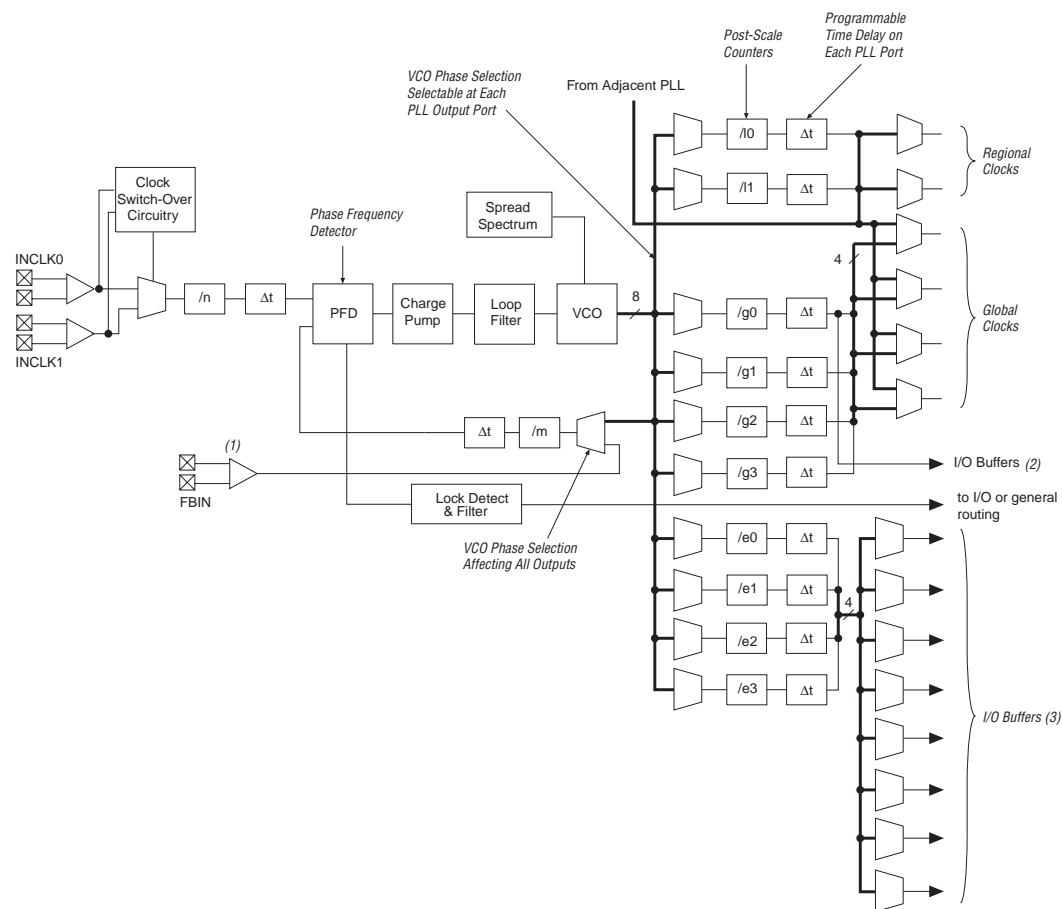 Programmable
Time Delay on
Each PLL Port
Post-Scale
Counters
VCO Phase Selection
Selectable at Each
PLL Output Port
From Adjacent PLL
/l0
Δt
Regional
Clocks
/l1
Δt
Clock
Switch-Over
Circuitry
Phase Frequency
Detector
Spread
Spectrum
INCLK0
INCLK1
/n
Δt
PFD
Charge
Pump
Loop
Filter
VCO
8
4
/g0
Δt
Global
Clocks
/g1
Δt
Δt
/m
/g2
Δt
(1)
FBIN
/g3
Δt
I/O Buffers (2)
Lock Detect
& Filter
to I/O or general
routing
VCO Phase Selection
Affecting All Outputs
/e0
Δt
/e1
Δt
4
/e2
Δt
/e3
Δt
I/O Buffers (3)